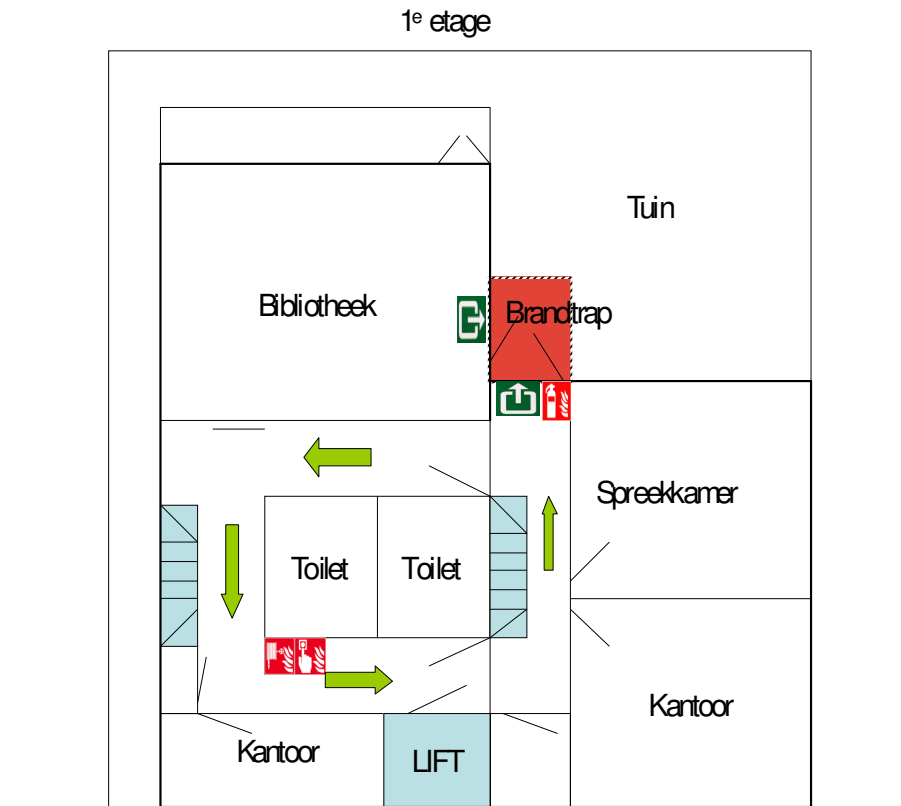 1e etage
Tuin
Bibliotheek
Brandtrap
Spreekkamer
Toilet
Toilet
Kantoor
Kantoor
LIFT